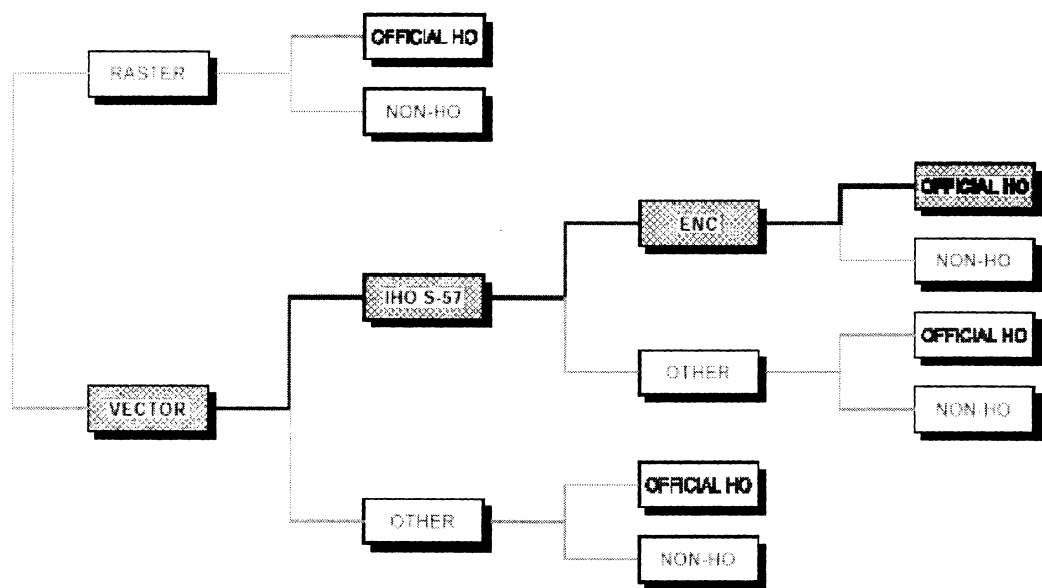 OFFICIAL HO
RASTER
NON-HO
OFFICIAL HO
ENC
NON-HO
IHO S-57
OFFICIAL HO
OTHER
VECTOR
NON-HO
OFFICIAL HO
OTHER
NON-HO